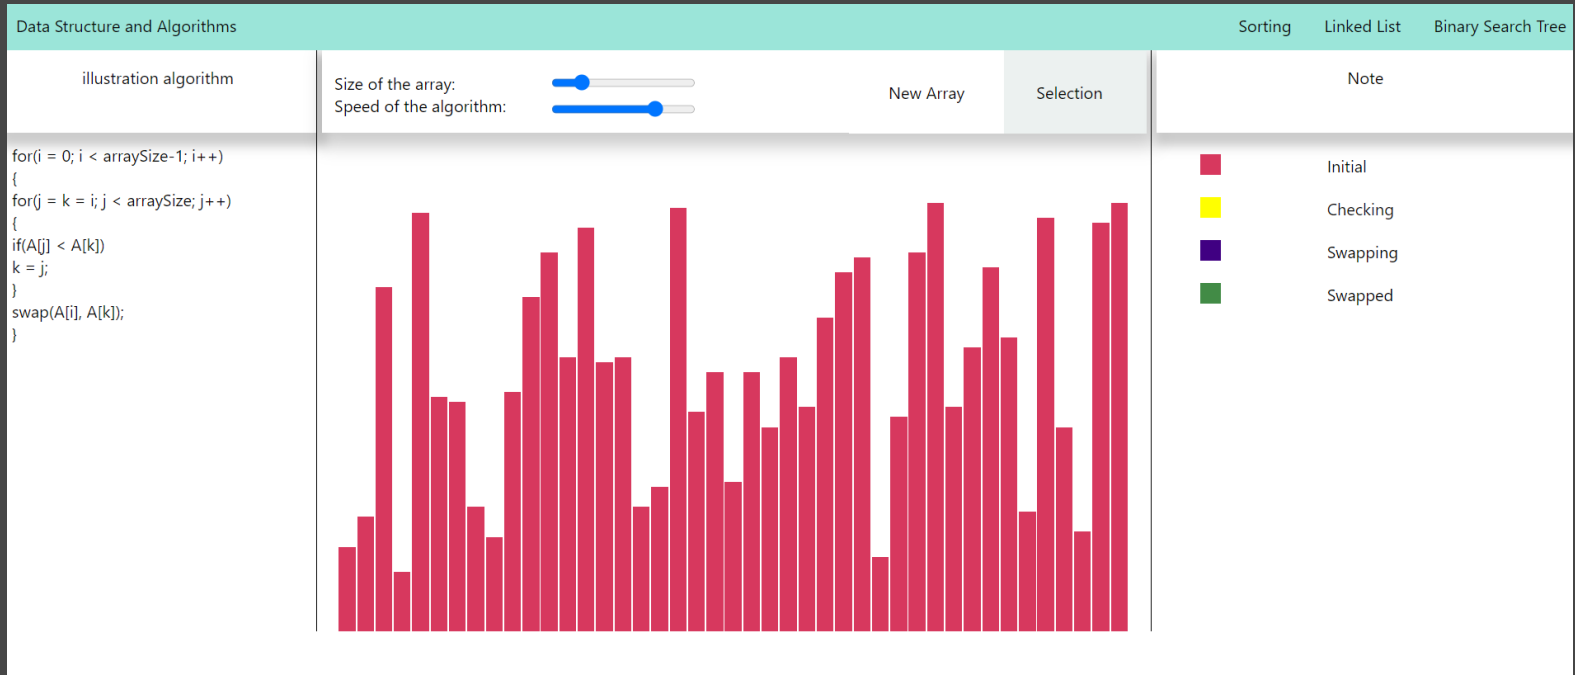 Data Structure and Algorithms
Sorting
Linked List
Binary Search Tree
illustration algorithm
for(i = 0; i < arraySize-1; i++)
{
for(j = k = i; j < arraySize; j++)
{
if(A[j] < A[k])
k = j;
}
swap(A[i], A[k]);
}
Size of the array:
Speed of the algorithm:
New Array
Selection
Note
Initial
Checking
Swapping
Swapped